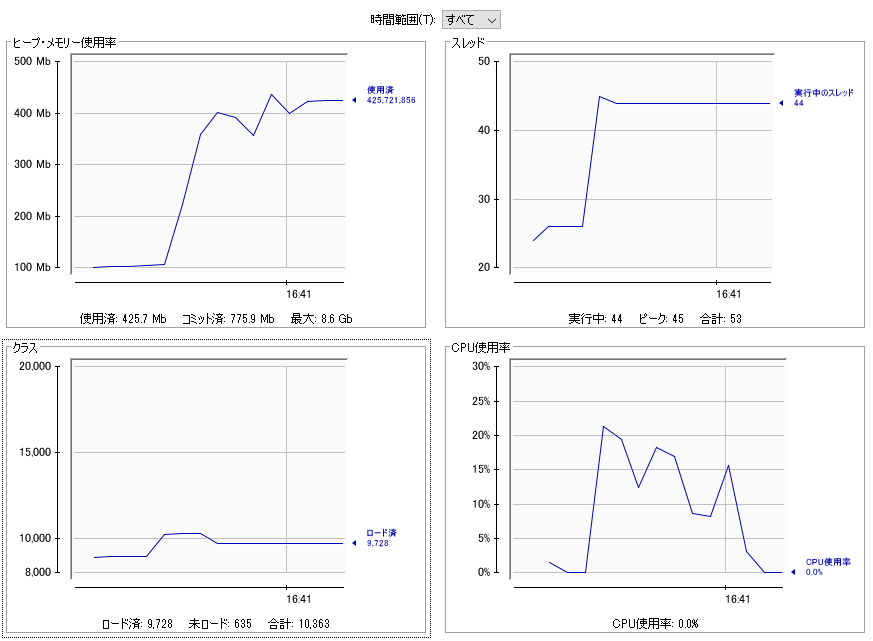 時間範囲(T): すべて
ヒープ・メモリー使用率
500 Mb
400 Mb
300 Mb
200 Mb
100 Mb
使用済
425,721,856
16:41
使用済: 425.7 Mb コミット済: 775.9 Mb 最大: 8.6 Gb
スレッド
50
40
30
20
実行中のスレッド
44
16:41
実行中: 44 ピーク: 45 合計: 53
クラス
20,000
15,000
10,000
8,000
ロード済
9,728
16:41
ロード済: 9,728 未ロード: 635 合計: 10,363
CPU使用率
30%
25%
20%
15%
10%
5%
0%
CPU使用率
0.0%
16:41
CPU使用率: 0.0%